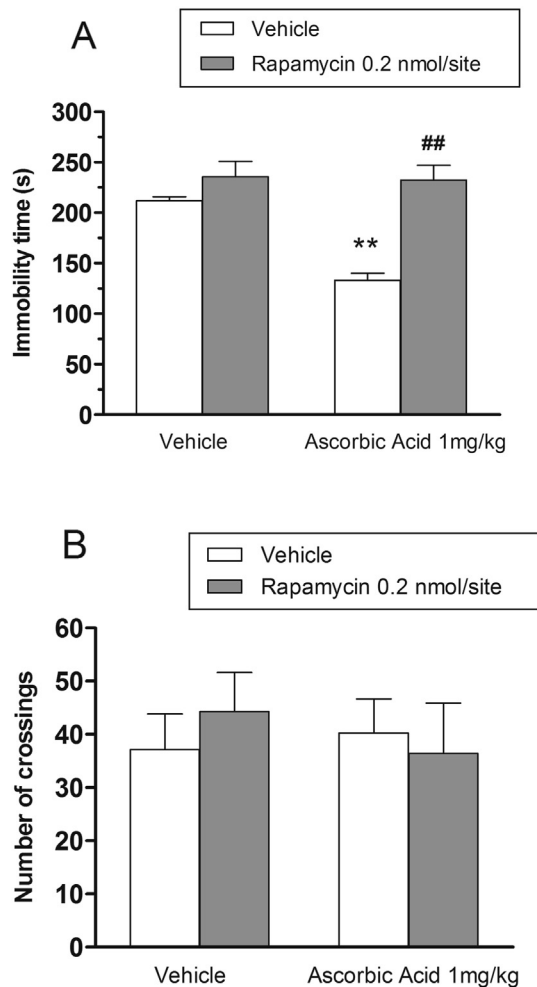 A
Vehicle
Rapamycin 0.2 nmol/site
300
250
200
150
100
50
0
Immobility time (s)
**
##
Vehicle
Ascorbic Acid 1mg/kg
B
Vehicle
Rapamycin 0.2 nmol/site
60
50
40
30
20
10
0
Number of crossings
Vehicle
Ascorbic Acid 1mg/kg